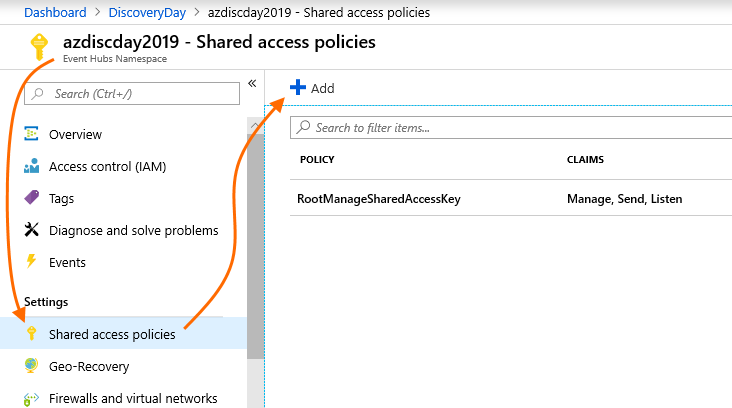 Dashboard > DiscoveryDay > azdiscday2019 - Shared access policies
azdiscday2019 - Shared access policies
Event Hubs Namespace
Search (Ctrl+/)
«
Overview
Access control (IAM)
Tags
Diagnose and solve problems
Events
Settings
Shared access policies
Geo-Recovery
Firewalls and virtual networks
Add
Search to filter items...
POLICY CLAIMS
RootManageSharedAccessKey Manage, Send, Listen